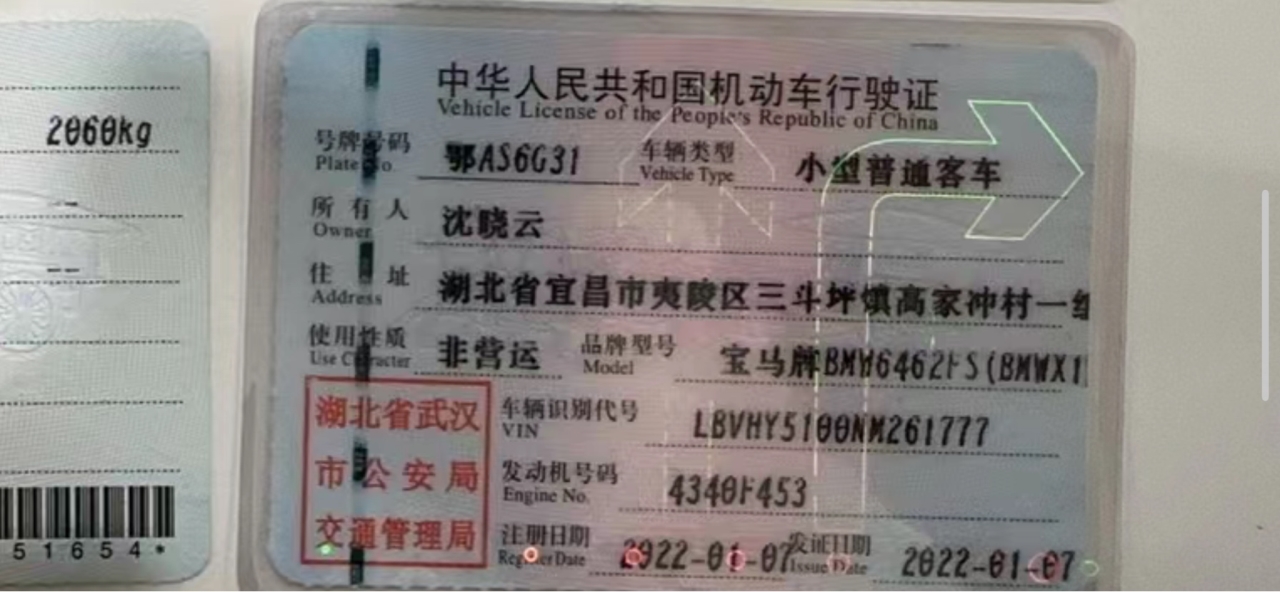 2060kg
51654*
中华人民共和国机动车行驶证
Vehicle License of the People's Republic of China
号牌号码 鄂AS6G31 车辆类型 小型普通客车
Plate No. Vehicle Type
所有人 沈晓云
Owner
住址 湖北省宜昌市夷陵区三斗坪镇高家冲村一组
Address
使用性质 非营运 品牌型号 宝马牌BMW6462FS(BMWX1
Use Character Model
湖北省武汉
市公安局
交通管理局
车辆识别代号 LBVHY5100NM261777
VIN
发动机号码 4340F453
Engine No.
注册日期 2022-01-07 发证日期 2022-01-07
Register Date Issue Date